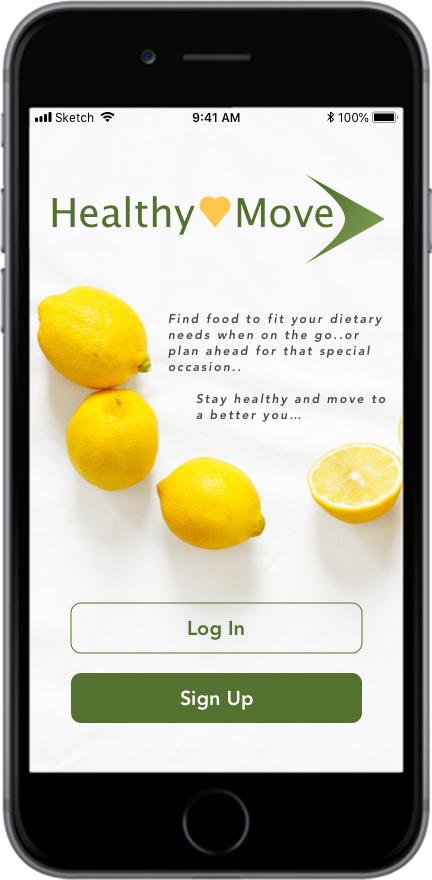 Sketch 9:41 AM 100%
Healthy Move
Find food to fit your dietary
needs when on the go..or
plan ahead for that special
occasion..
Stay healthy and move to
a better you...
Log In
Sign Up